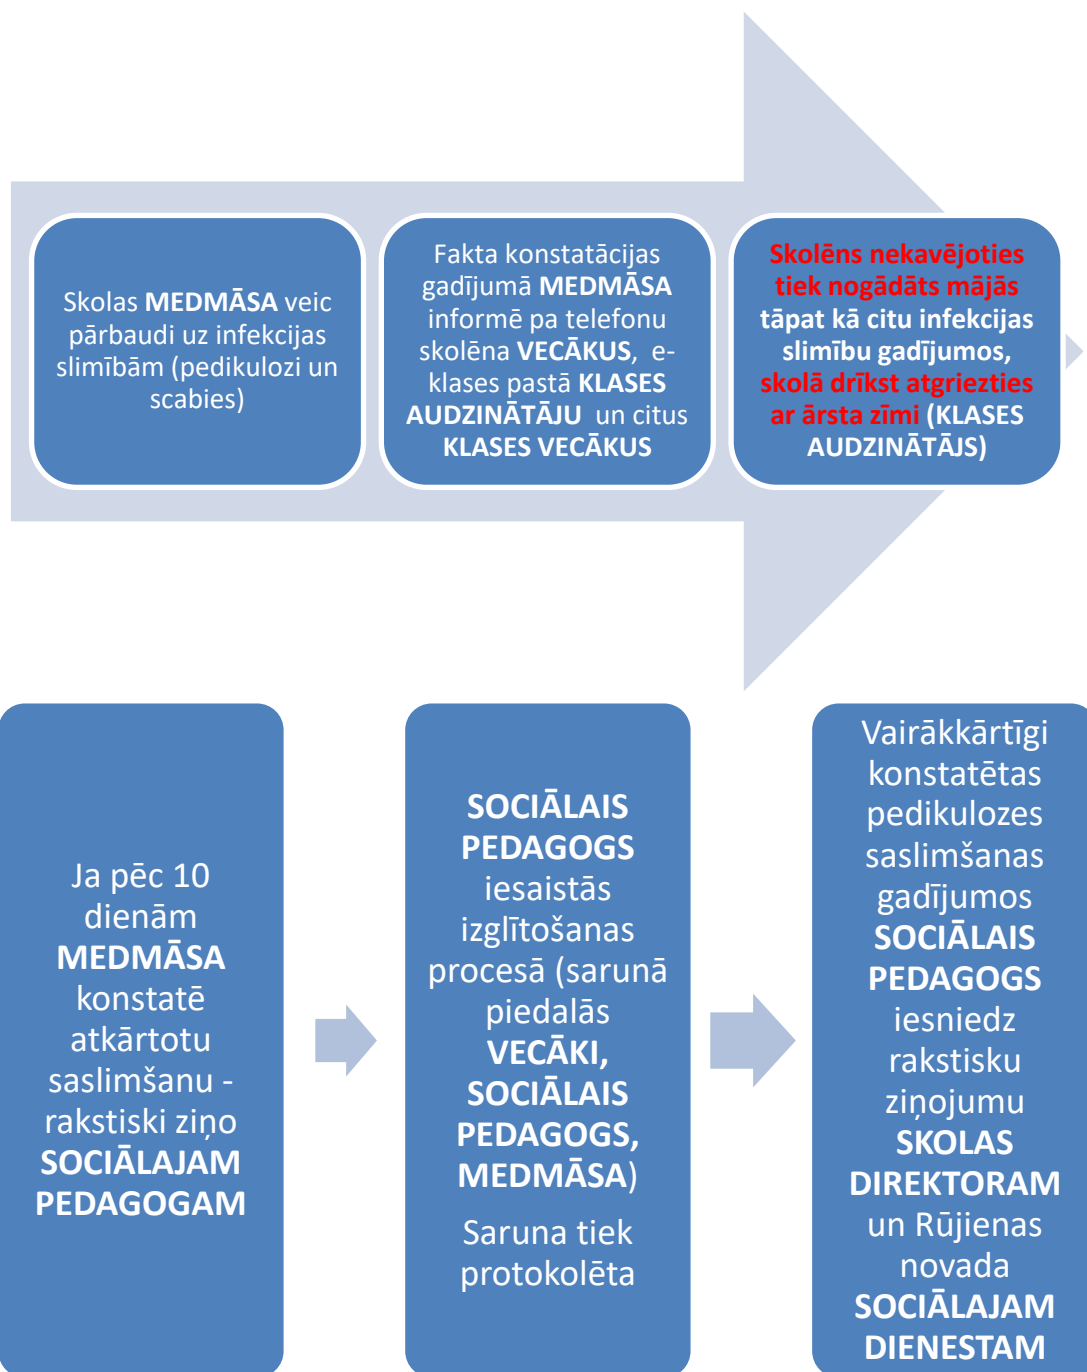 Skolas MEDMĀSA veic
pārbaudi uz infekcijas
slimībām (pedikulozi un
scabies)
Fakta konstatācijas
gadījumā MEDMĀSA
informē pa telefonu
skolēna VECĀKUS, e-
klases pastā KLASES
AUDZINĀTĀJU un citus
KLASES VECĀKUS
Skolēns nekavējoties
tiek nogādāts mājās
tāpat kā citu infekcijas
slimību gadījumos,
skolā drīkst atgriezties
ar ārsta zīmi (KLASES
AUDZINĀTĀJS)
Ja pēc 10
dienām
MEDMĀSA
konstatē
atkārtotu
saslimšanu -
rakstiski ziņo
SOCIĀLAJAM
PEDAGOGAM
SOCIĀLAIS
PEDAGOGS
iesaistās
izglītošanas
procesā (sarunā
piedalās
VECĀKI,
SOCIĀLAIS
PEDAGOGS,
MEDMĀSA)
Saruna tiek
protokolēta
Vairākkārtīgi
konstatētas
pedikulozes
saslimšanas
gadījumos
SOCIĀLAIS
PEDAGOGS
iesniedz
rakstisku
ziņojumu
SKOLAS
DIREKTORAM
un Rūjienas
novada
SOCIĀLAJAM
DIENESTAM